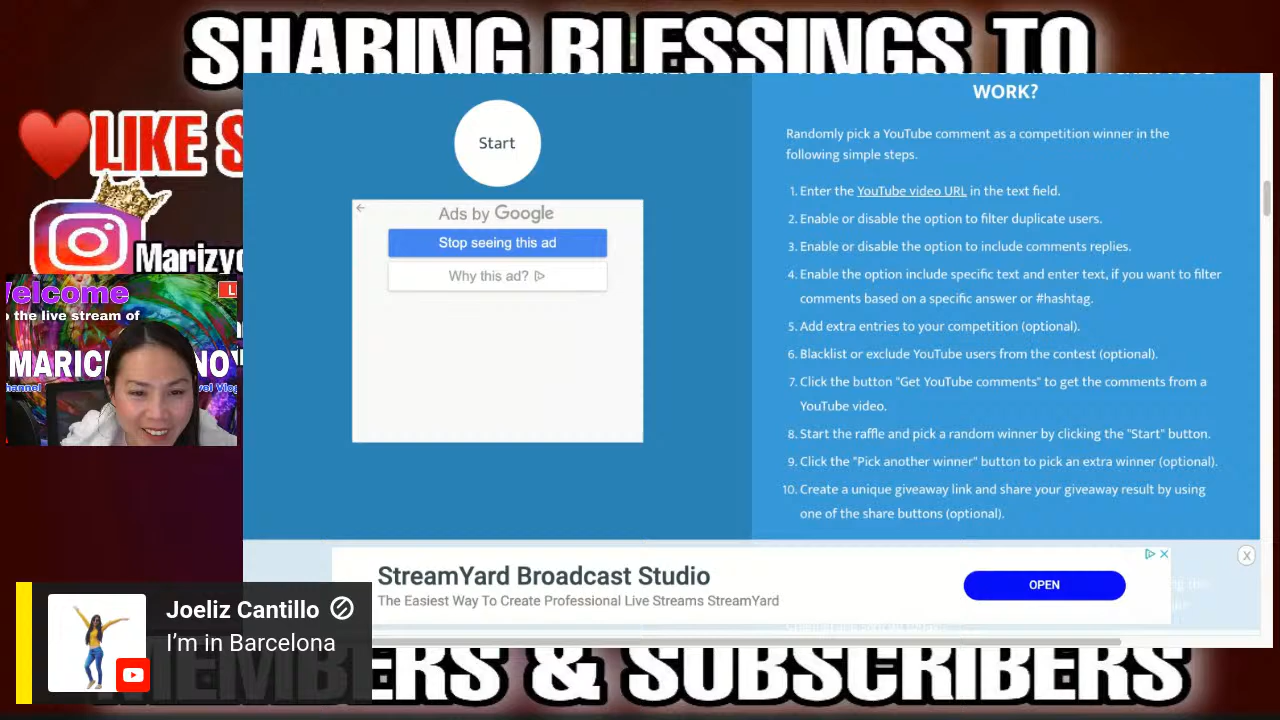 SHARING BLESSINGS TO
LIKE S
Marizyc
Welcome
o the live stream of
MARIC
NO
hannel
vel Vlog
L
Start
Ads by Google
Stop seeing this ad
Why this ad?
WORK?
Randomly pick a YouTube comment as a competition winner in the
following simple steps.
1. Enter the YouTube video URL in the text field.
2. Enable or disable the option to filter duplicate users.
3. Enable or disable the option to include comments replies.
4. Enable the option include specific text and enter text, if you want to filter
comments based on a specific answer or #hashtag.
5. Add extra entries to your competition (optional).
6. Blacklist or exclude YouTube users from the contest (optional).
7. Click the button "Get YouTube comments" to get the comments from a
YouTube video.
8. Start the raffle and pick a random winner by clicking the "Start" button.
9. Click the "Pick another winner" button to pick an extra winner (optional).
10. Create a unique giveaway link and share your giveaway result by using
one of the share buttons (optional).
StreamYard Broadcast Studio
The Easiest Way To Create Professional Live Streams StreamYard
OPEN
X
Joeliz Cantillo
I'm in Barcelona
MEMBERS & SUBSCRIBERS